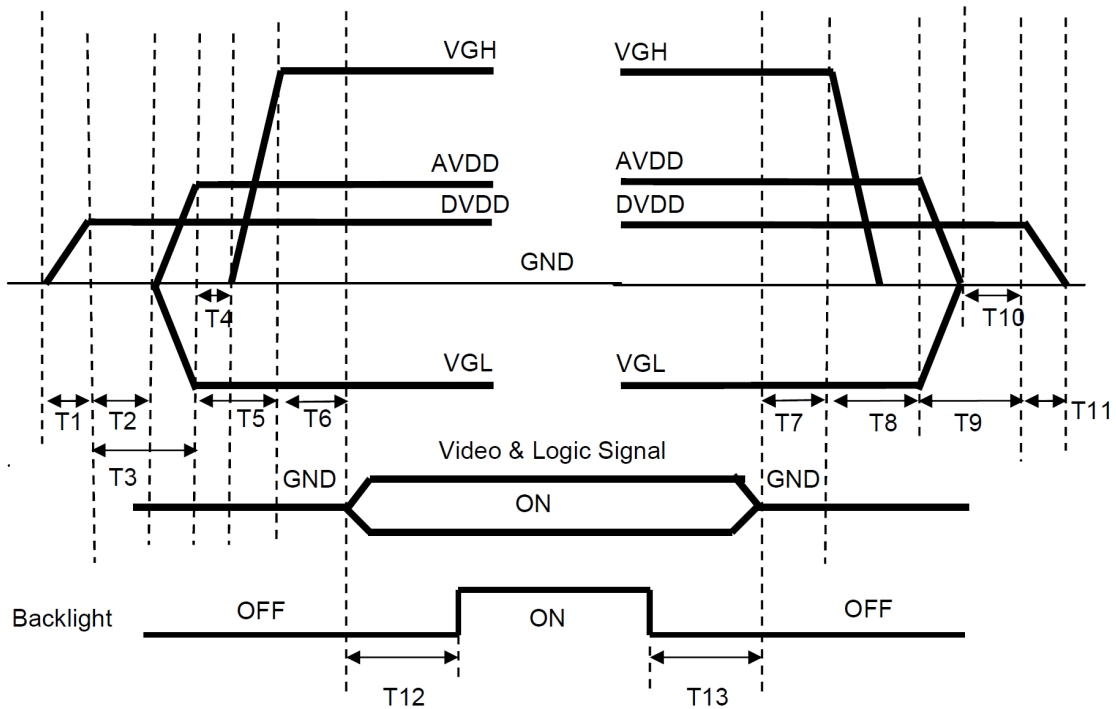 VGH VGH
AVDD AVDD
DVDD DVDD
GND
T4 T10
VGL VGL
T1 T2 T5 T6 T7 T8 T9 T11
T3
Video & Logic Signal
GND GND
ON
Backlight OFF ON OFF
T12 T13